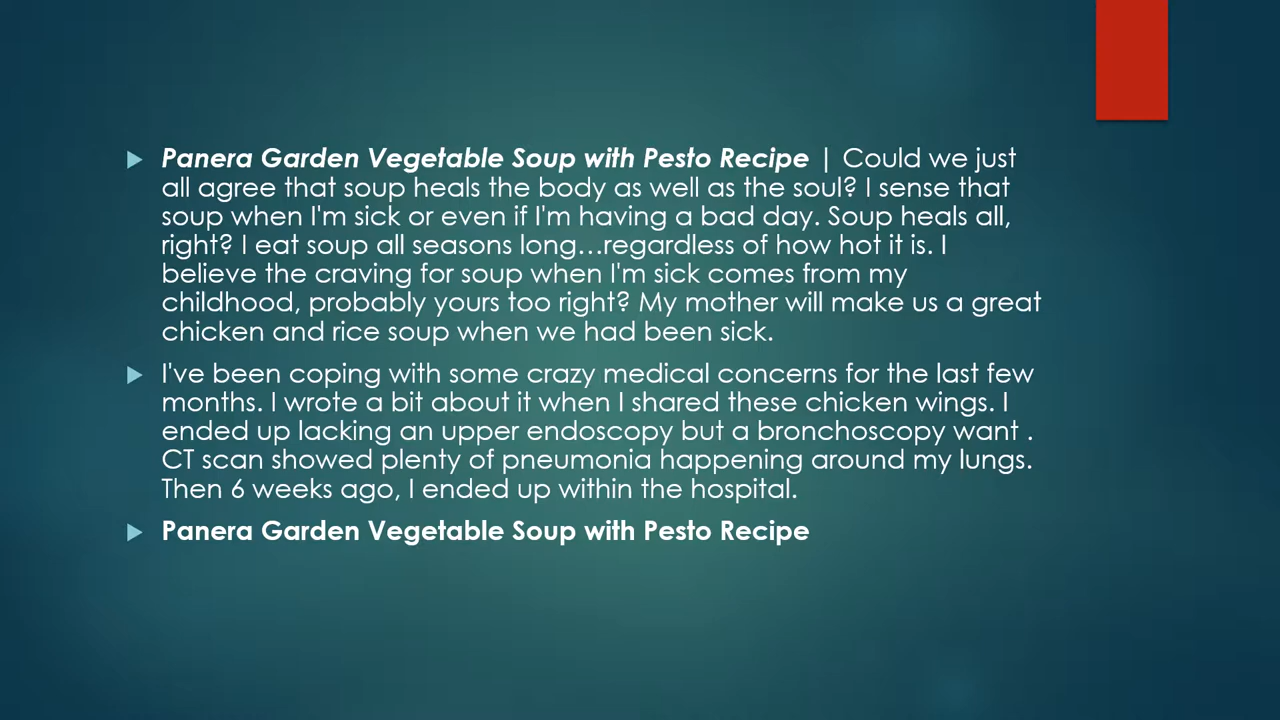 Panera Garden Vegetable Soup with Pesto Recipe | Could we just
all agree that soup heals the body as well as the soul? I sense that
soup when I'm sick or even if I'm having a bad day. Soup heals all,
right? I eat soup all seasons long…regardless of how hot it is. I
believe the craving for soup when I'm sick comes from my
childhood, probably yours too right? My mother will make us a great
chicken and rice soup when we had been sick.
I've been coping with some crazy medical concerns for the last few
months. I wrote a bit about it when I shared these chicken wings. I
ended up lacking an upper endoscopy but a bronchoscopy want .
CT scan showed plenty of pneumonia happening around my lungs.
Then 6 weeks ago, I ended up within the hospital.
Panera Garden Vegetable Soup with Pesto Recipe